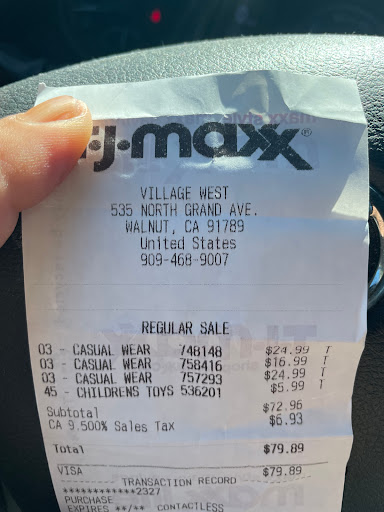 T·J·maxx®
VILLAGE WEST
535 NORTH GRAND AVE.
WALNUT, CA 91789
United States
909-468-9007
REGULAR SALE
03 - CASUAL WEAR 748148 $24.99 T
03 - CASUAL WEAR 758416 $16.99 T
03 - CASUAL WEAR 757293 $24.99 T
45 - CHILDRENS TOYS 536201 $5.99 T
Subtotal $72.96
CA 9.500% Sales Tax $6.93
Total $79.89
VISA $79.89
------ TRANSACTION RECORD ------
************2327
PURCHASE
EXPIRES **/** CONTACTLESS